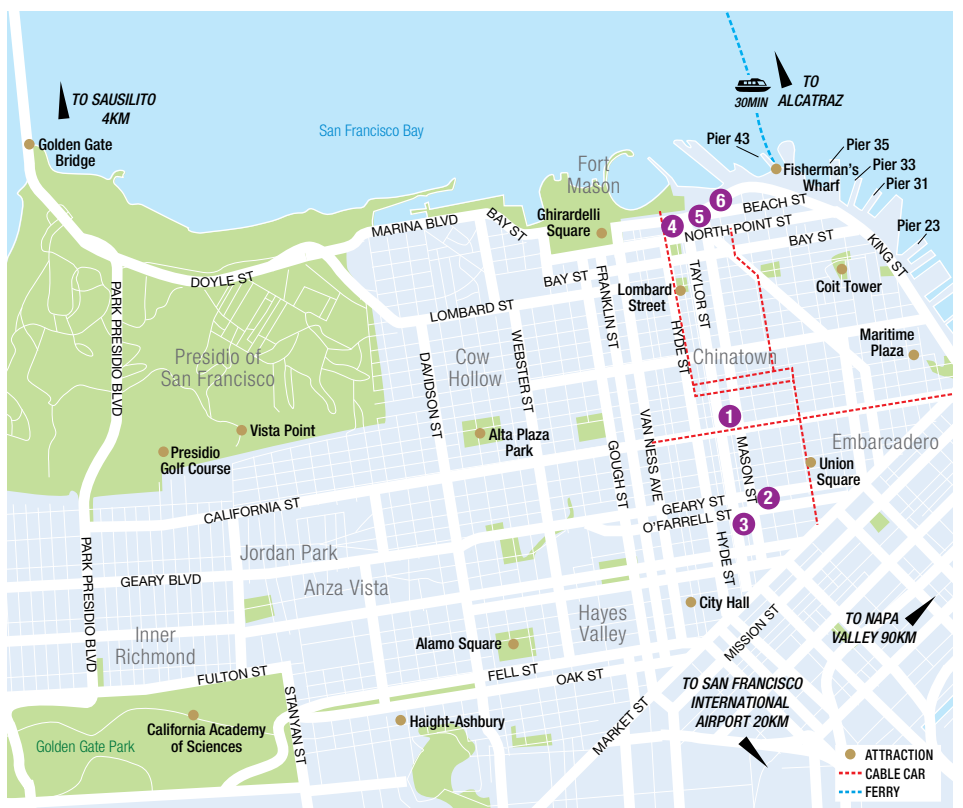 TO SAUSILITO
4KM
Golden Gate
Bridge
San Francisco Bay
30MIN
TO
ALCATRAZ
Pier 43
Pier 35
Pier 33
Pier 31
Pier 23
Fisherman's
Wharf
Fort
Mason
Ghirardelli
Square
MARINA BLVD
BAY ST
6
5
4
BEACH ST
NORTH POINT ST
BAY ST
KING ST
Coit Tower
DOYLE ST
PARK PRESIDIO BLVD
LOMBARD ST
BAY ST
FRANKLIN ST
Lombard
Street
TAYLOR ST
HYDE ST
Chinatown
Maritime
Plaza
Presidio of
San Francisco
Cow
Hollow
DAVIDSON ST
WEBSTER ST
Vista Point
Presidio
Golf Course
Alta Plaza
Park
GOUGH ST
VAN NESS AVE
1
MASON ST
Embarcadero
Union
Square
CALIFORNIA ST
GEARY ST
O'FARRELL ST
2
3
HYDE ST
PARK PRESIDIO BLVD
Jordan Park
GEARY BLVD
Anza Vista
Inner
Richmond
Hayes
Valley
City Hall
MISSION ST
TO NAPA
VALLEY 90KM
Alamo Square
FULTON ST
FELL ST
OAK ST
STANYAN ST
MARKET ST
TO SAN FRANCISCO
INTERNATIONAL
AIRPORT 20KM
California Academy
of Sciences
Golden Gate Park
Haight-Ashbury
ATTRACTION
CABLE CAR
FERRY